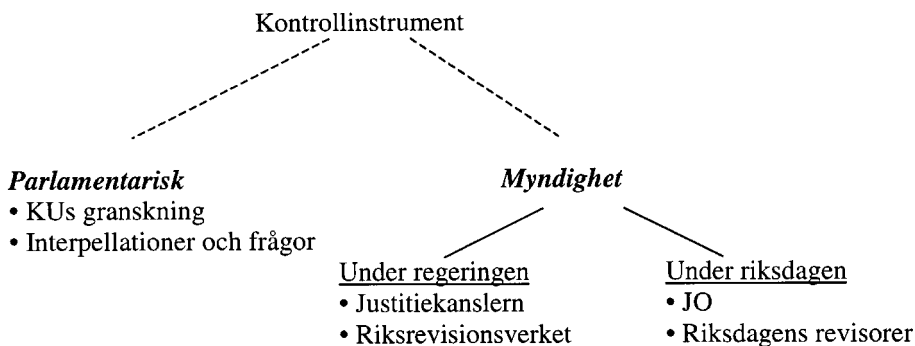 Kontrollinstrument
Parlamentarisk
• KUs granskning
• Interpellationer och frågor
Myndighet
Under regeringen
• Justitiekanslern
• Riksrevisionsverket
Under riksdagen
• JO
• Riksdagens revisorer